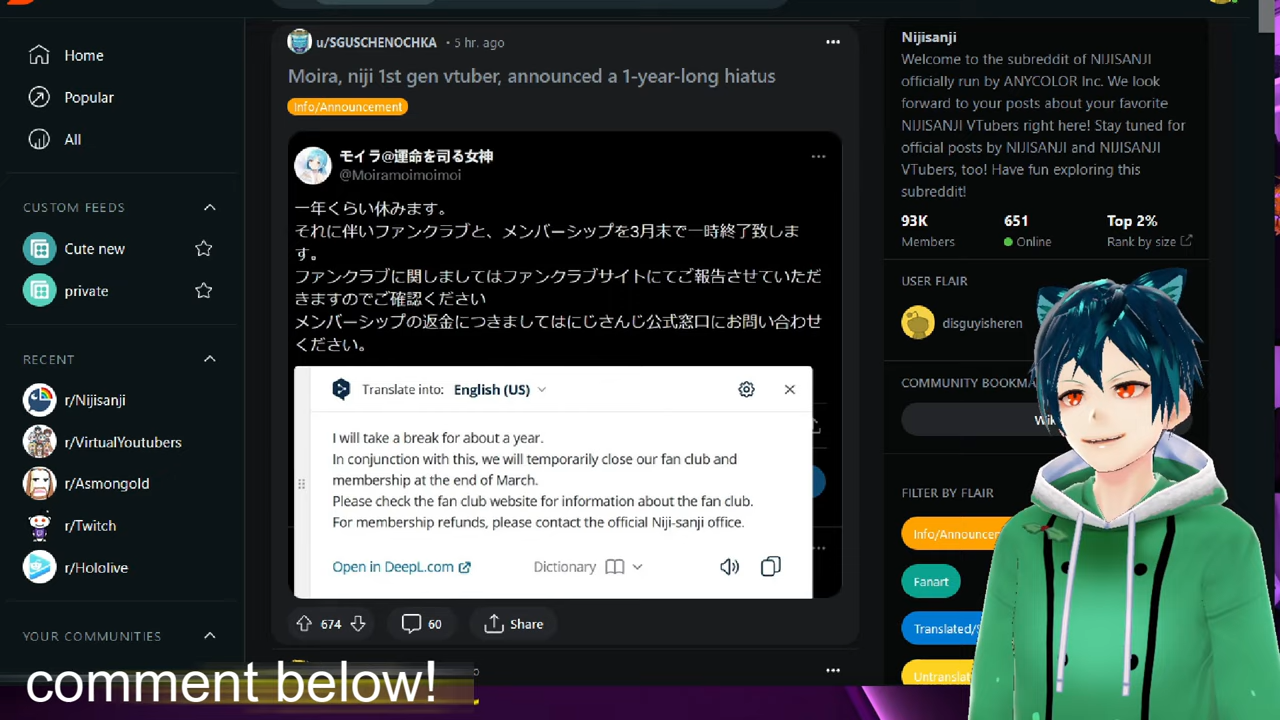 Home
Popular
All
CUSTOM FEEDS
Cute new
private
RECENT
r/Nijisanji
r/VirtualYoutubers
r/Asmongold
r/Twitch
r/Hololive
YOUR COMMUNITIES
u/SGUSCHENOCHKA • 5 hr. ago
Moira, niji 1st gen vtuber, announced a 1-year-long hiatus
Info/Announcement
モイラ@運命を司る女神
@Moiramoimoimoi
一年くらい休みます。
それに伴いファンクラブと、メンバーシップを3月末で一時終了致しま
す。
ファンクラブに関しましてはファンクラブサイトにてご報告させていただ
きますのでご確認ください
メンバーシップの返金につきましてはにじさんじ公式窓口にお問い合わせ
ください。
Translate into: English (US)
I will take a break for about a year.
In conjunction with this, we will temporarily close our fan club and
membership at the end of March.
Please check the fan club website for information about the fan club.
For membership refunds, please contact the official Niji-sanji office.
Open in DeepL.com
Dictionary
674
60
Share
Nijisanji
Welcome to the subreddit of NIJISANJI
officially run by ANYCOLOR Inc. We look
forward to your posts about your favorite
NIJISANJI VTubers right here! Stay tuned for
official posts by NIJISANJI and NIJISANJI
VTubers, too! Have fun exploring this
subreddit!
93K 651 Top 2%
Members Online Rank by size
USER FLAIR
disguyisheren
COMMUNITY BOOKMA
Wik
FILTER BY FLAIR
Info/Announcer
Fanart
Translated/S
Untranslat
comment below!